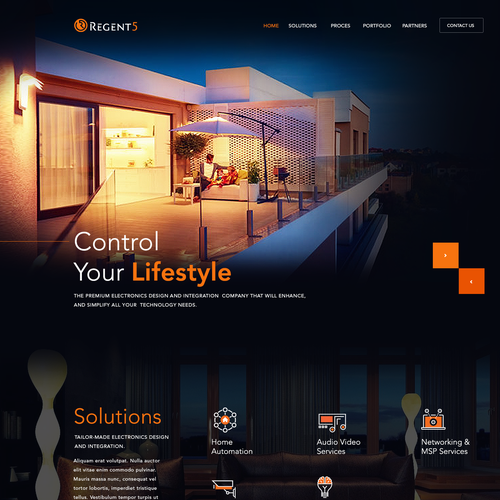 REGENT5
HOME SOLUTIONS PROCES PORTFOLIO PARTNERS CONTACT US
Control
Your Lifestyle
THE PREMIUM ELECTRONICS DESIGN AND INTEGRATION COMPANY THAT WILL ENHANCE,
AND SIMPLIFY ALL YOUR TECHNOLOGY NEEDS.
Solutions
TAILOR-MADE ELECTRONICS DESIGN
AND INTEGRATION.
Aliquam erat volutpat. Nulla auctor
elit vitae enim commodo pulvinar.
Mauris massa nunc, consequat vel
tortor lobortis, imperdiet tristique
tellus. Vestibulum tempor turpis ut
Home
Automation
Audio Video
Services
Networking &
MSP Services